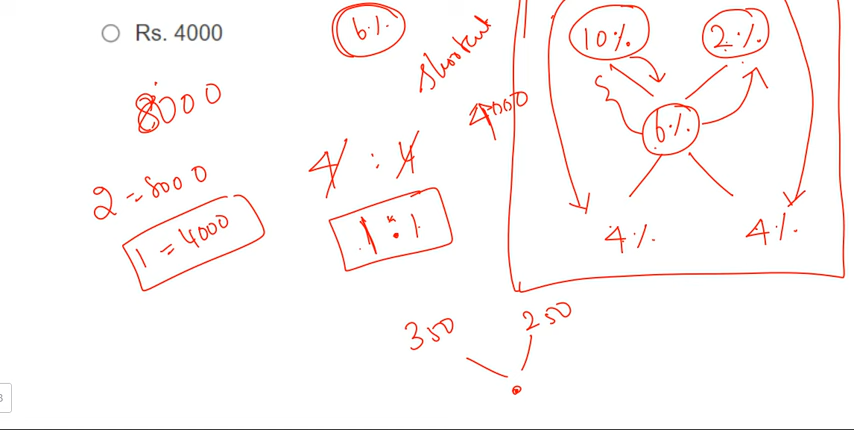 Rs. 4000
6%
shortcut
10% 2%
8000
4000
6%
4 : 4
2 = 8000
1 = 4000
1 : 1
4% 4%
350 250